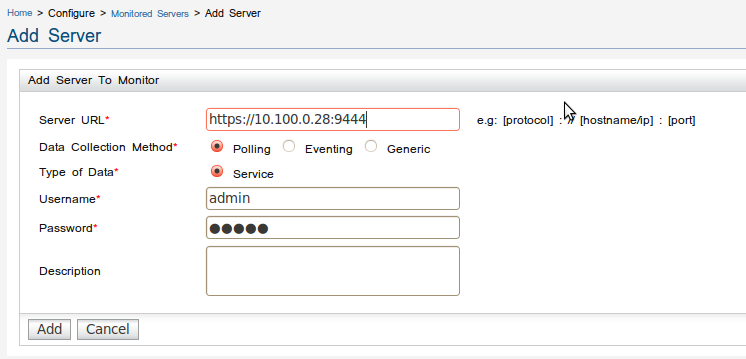 Home > Configure > Monitored Servers > Add Server
Add Server
Add Server To Monitor
Server URL* https://10.100.0.28:9444 e.g: [protocol] : // [hostname/ip] : [port]
Data Collection Method* Polling Eventing Generic
Type of Data* Service
Username* admin
Password* ●●●●●
Description
Add Cancel